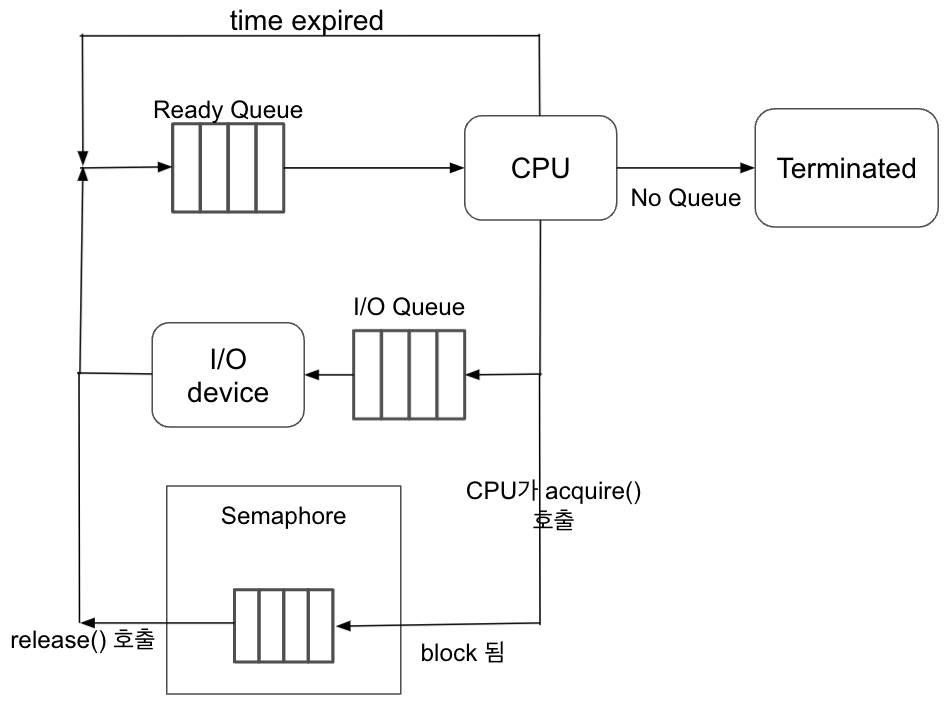 time expired
Ready Queue
CPU
Terminated
No Queue
I/O Queue
I/O
device
CPU가 acquire()
호출
Semaphore
release() 호출
block 됨